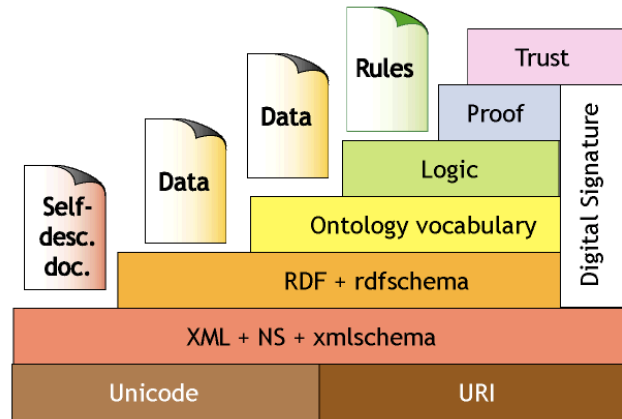 Rules
Trust
Data
Proof
Data
Logic
Self-
desc.
doc.
Ontology vocabulary
Digital Signature
RDF + rdfschema
XML + NS + xmlschema
Unicode
URI